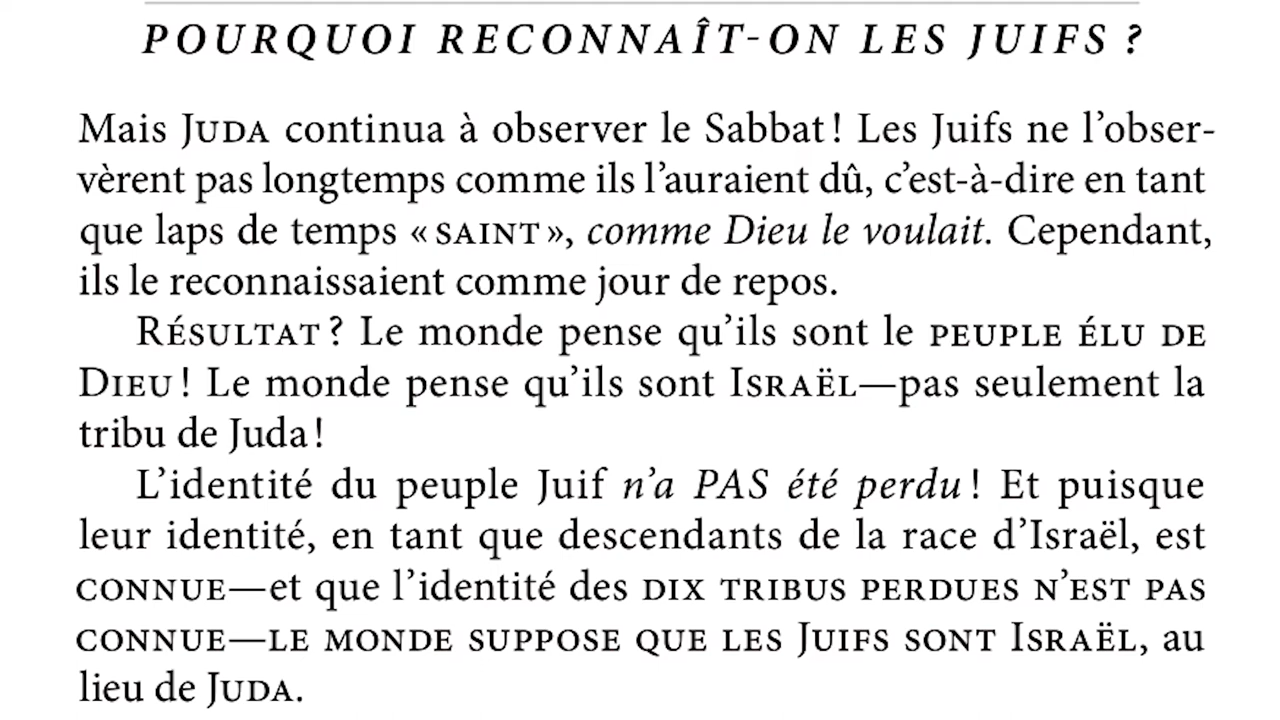 POURQUOI RECONNAÎT-ON LES JUIFS ?
Mais JUDA continua à observer le Sabbat ! Les Juifs ne l’obser-
vèrent pas longtemps comme ils l’auraient dû, c’est-à-dire en tant
que laps de temps « SAINT », comme Dieu le voulait. Cependant,
ils le reconnaissaient comme jour de repos.
RÉSULTAT ? Le monde pense qu’ils sont le PEUPLE ÉLU DE
DIEU ! Le monde pense qu’ils sont ISRAËL—pas seulement la
tribu de Juda !
L’identité du peuple Juif n’a PAS été perdu ! Et puisque
leur identité, en tant que descendants de la race d’Israël, est
CONNUE—et que l’identité des DIX TRIBUS PERDUES N’EST PAS
CONNUE—LE MONDE SUPPOSE QUE LES JUIFS SONT ISRAËL, au
lieu de JUDA.